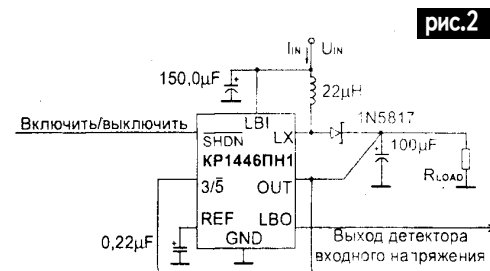 рис.2
IIN UIN
150,0μF
22μH
1N5817
Включить/выключить
LBI
SHDN
LX
КР1446ПН1
100μF
3/5
OUT
RLOAD
REF
LBO
0,22μF
GND
Выход детектора
входного напряжения